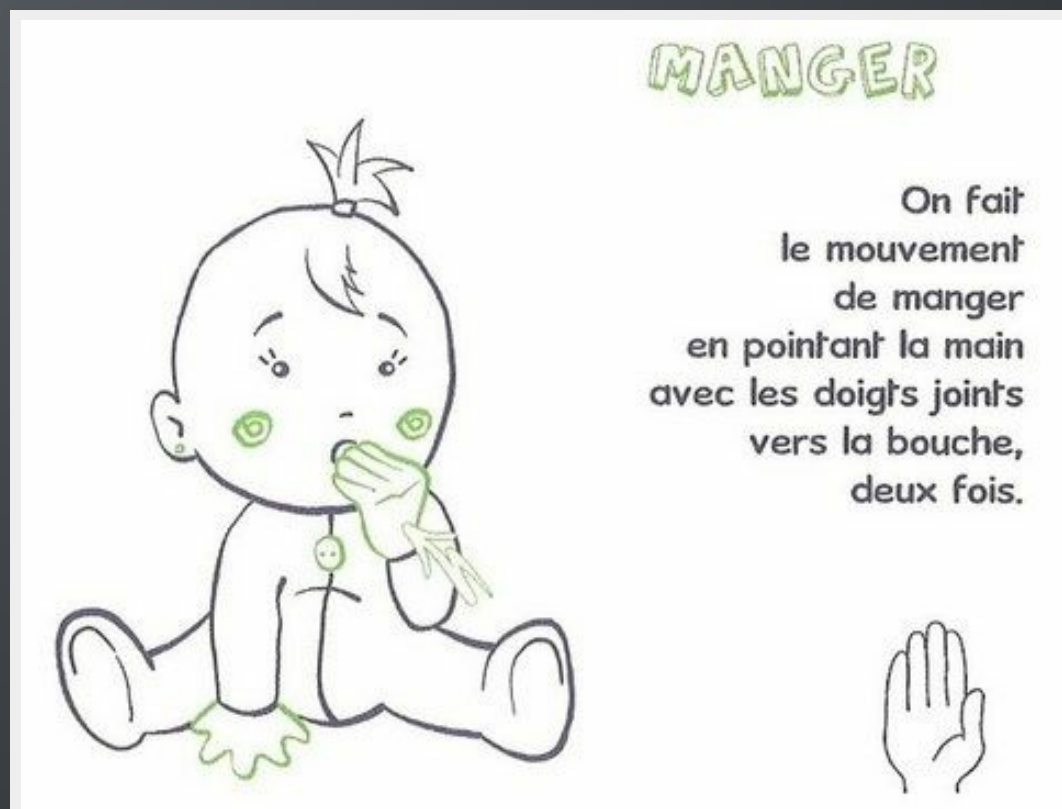 MANGER
On fait
le mouvement
de manger
en pointant la main
avec les doigts joints
vers la bouche,
deux fois.